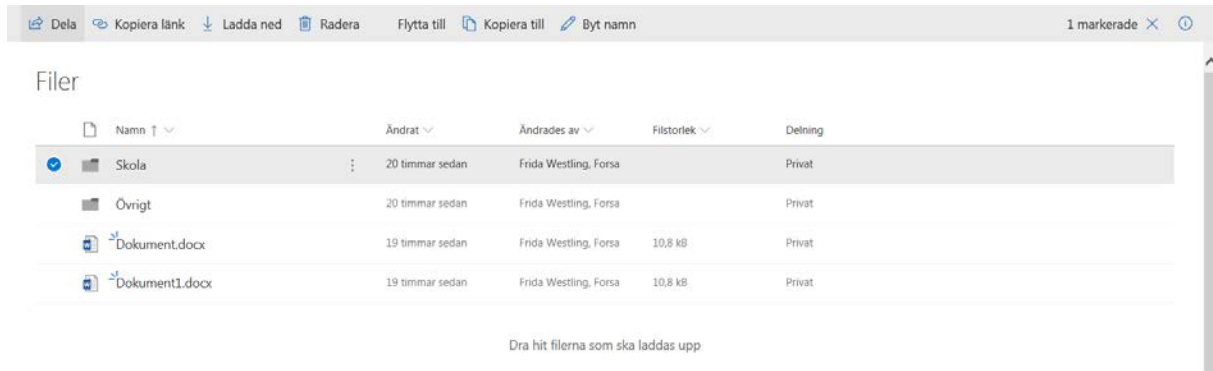 Dela Kopiera länk Ladda ned Radera Flytta till Kopiera till Byt namn 1 markerade
Filer
Namn Ändrat Ändrades av Filstorlek Delning
Skola 20 timmar sedan Frida Westling, Forsa Privat
Övrigt 20 timmar sedan Frida Westling, Forsa Privat
Dokument.docx 19 timmar sedan Frida Westling, Forsa 10,8 kB Privat
Dokument1.docx 19 timmar sedan Frida Westling, Forsa 10,8 kB Privat
Dra hit filerna som ska laddas upp